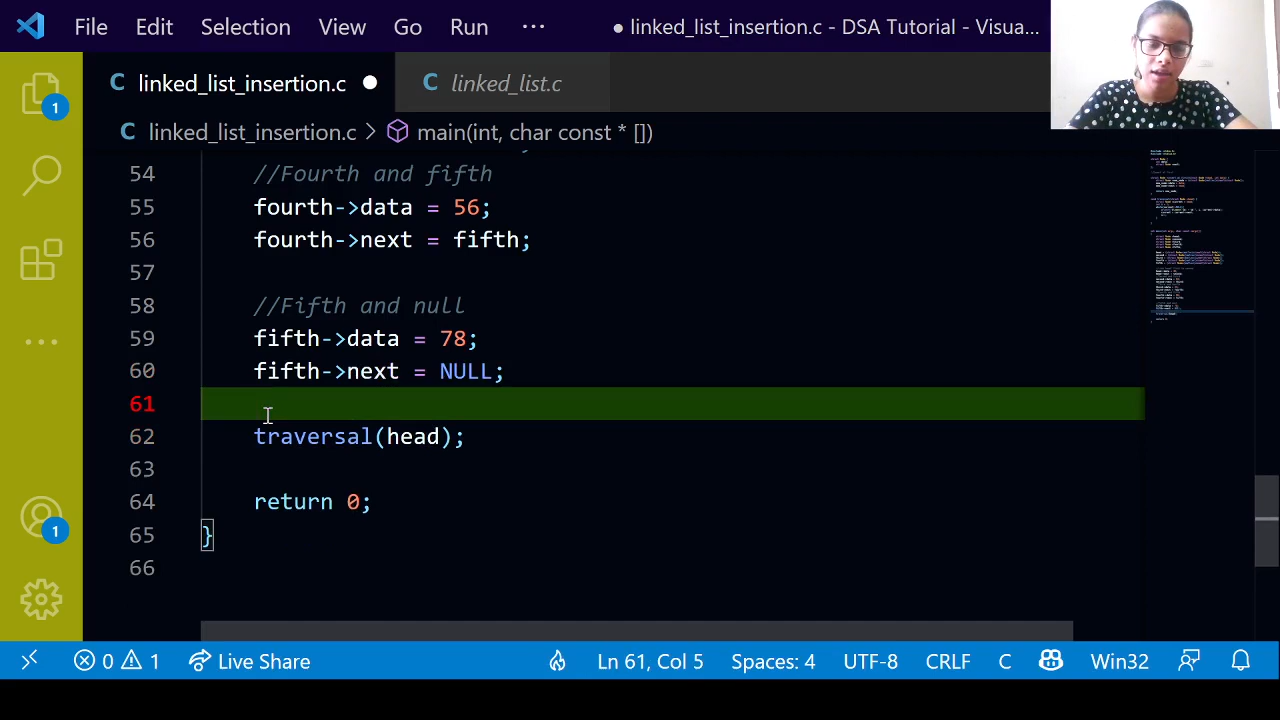 File Edit Selection View Go Run ··· ● linked_list_insertion.c - DSA Tutorial - Visua...
C linked_list_insertion.c ● C linked_list.c
C linked_list_insertion.c > main(int, char const * [])
54 //Fourth and fifth
55 fourth->data = 56;
56 fourth->next = fifth;
57
58 //Fifth and null
59 fifth->data = 78;
60 fifth->next = NULL;
61
62 traversal(head);
63
64 return 0;
65 }
66
1
1
0 1 Live Share Ln 61, Col 5 Spaces: 4 UTF-8 CRLF C Win32